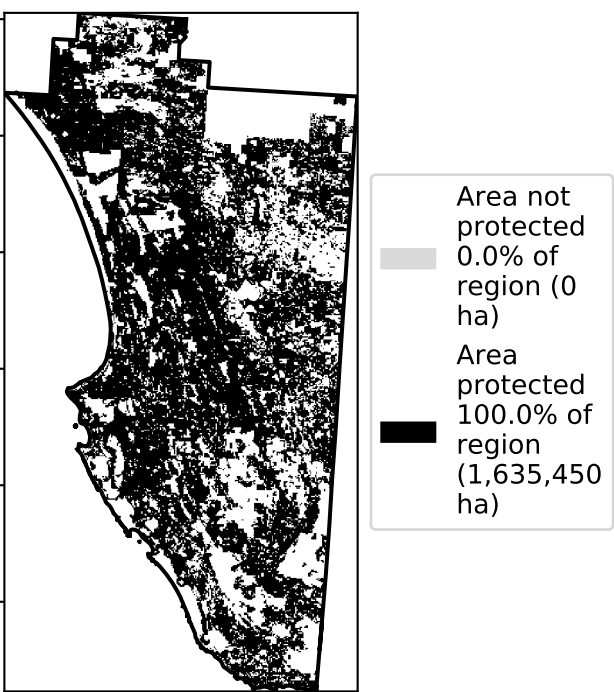 Area not
protected
0.0% of
region (0
ha)
Area
protected
100.0% of
region
(1,635,450
ha)